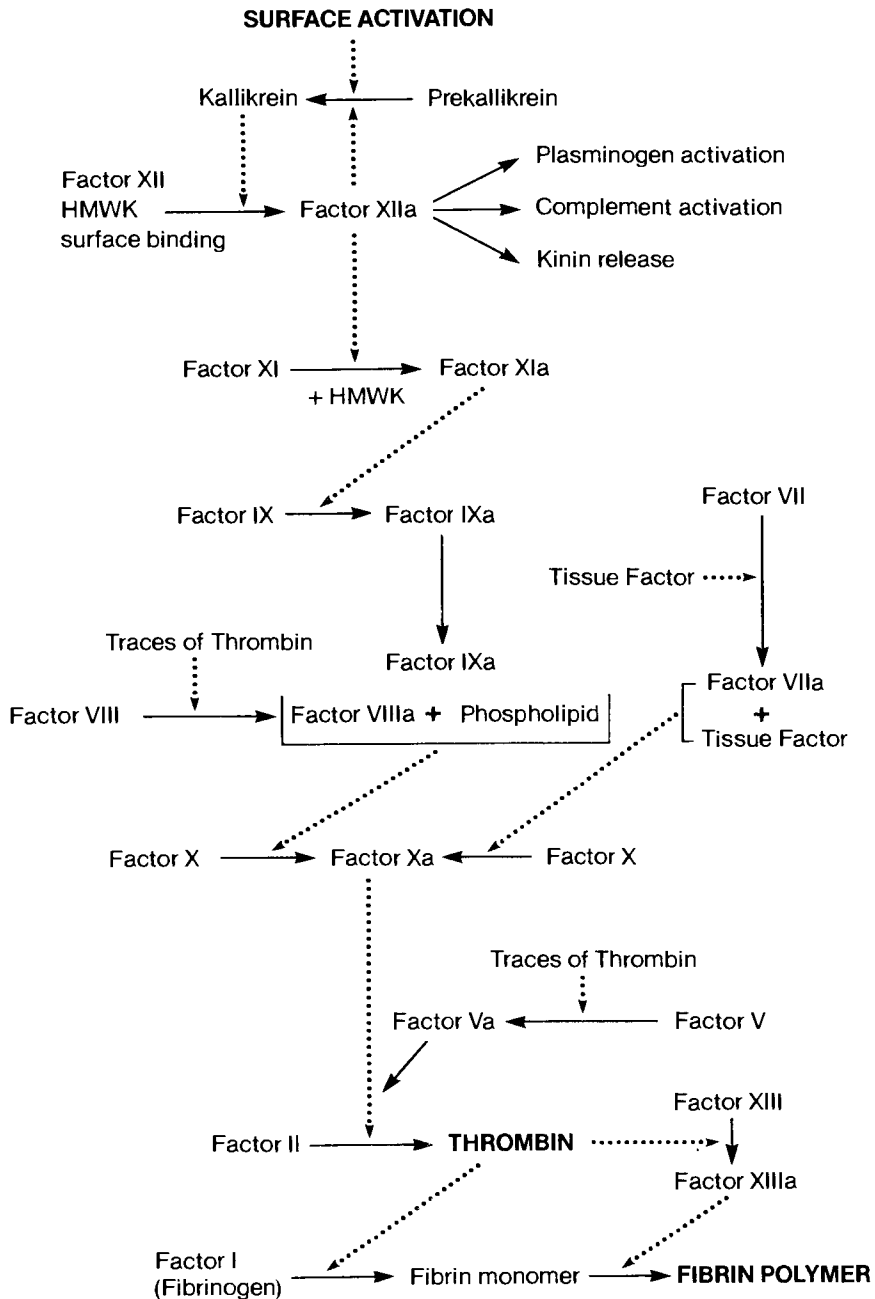 SURFACE ACTIVATION
Kallikrein
Prekallikrein
Plasminogen activation
Factor XII
HMWK
surface binding
Factor XIIa
Complement activation
Kinin release
Factor XI
+ HMWK
Factor XIa
Factor IX
Factor IXa
Factor VII
Tissue Factor
Traces of Thrombin
Factor IXa
Factor VIII
Factor VIIIa + Phospholipid
Factor VIIa
+
Tissue Factor
Factor X
Factor Xa
Factor X
Traces of Thrombin
Factor Va
Factor V
Factor XIII
Factor II
THROMBIN
Factor XIIIa
Factor I
(Fibrinogen)
Fibrin monomer
FIBRIN POLYMER